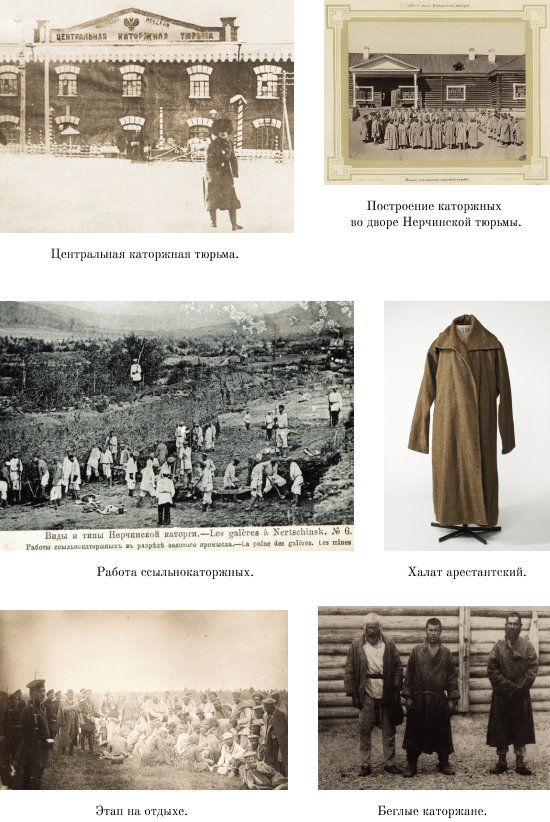 ЦЕНТРАЛЬНАЯ КАТОРЖНАЯ ТЮРЬМА
Центральная каторжная тюрьма.
Построение каторжных
во дворе Нерчинской тюрьмы.
Виды и типы Нерчинской каторги.—Les galères à Nertschinsk. № 6.
Работы ссыльнокаторжныхъ въ разрѣзѣ золотого промысла.—La peine des galères. Les mines
Работа ссыльнокаторжных.
Халат арестантский.
Этап на отдыхе.
Беглые каторжане.